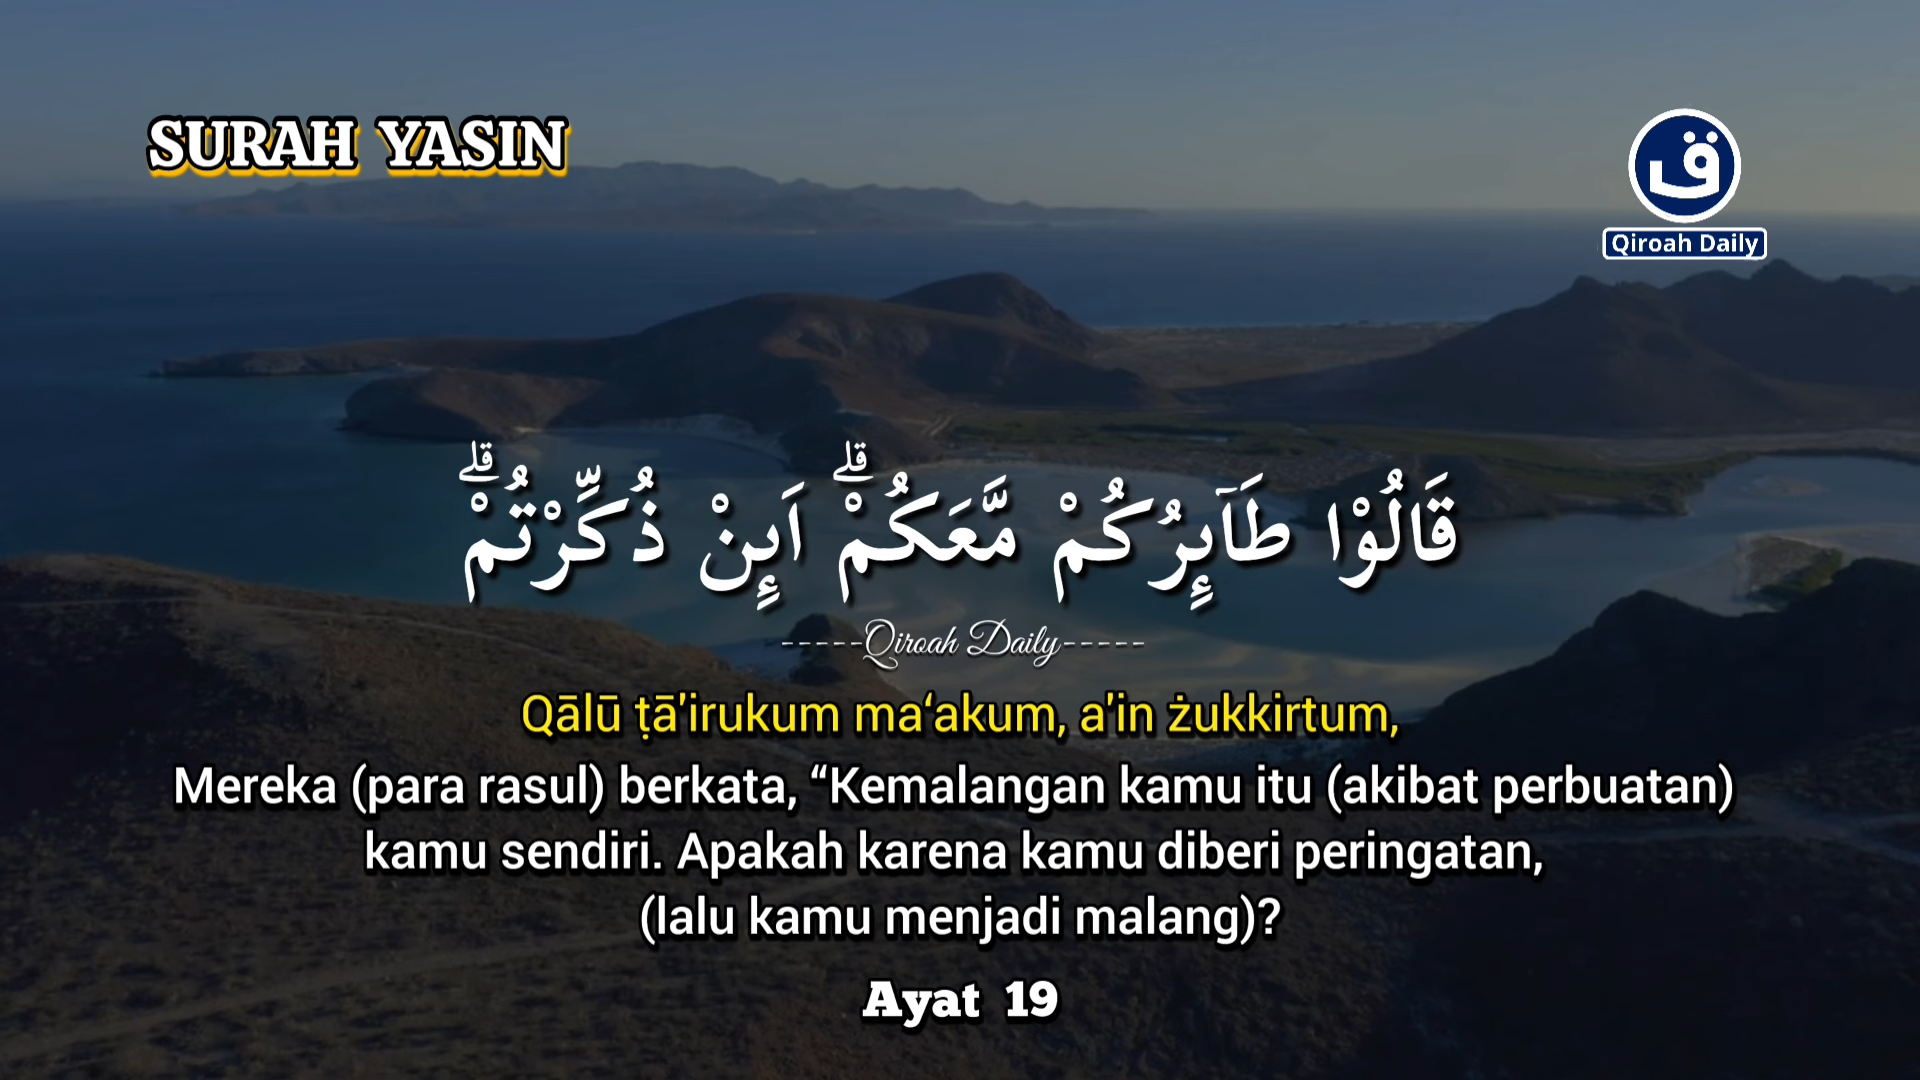 SURAH YASIN
ق
Qiroah Daily
قَالُوْا طَاۤىِٕرُكُمْ مَّعَكُمْۗ اَىِٕنْ ذُكِّرْتُمْۗ
-----Qiroah Daily-----
Qālū ṭā'irukum ma‘akum, a'in żukkirtum,
Mereka (para rasul) berkata, “Kemalangan kamu itu (akibat perbuatan)
kamu sendiri. Apakah karena kamu diberi peringatan,
(lalu kamu menjadi malang)?
Ayat 19